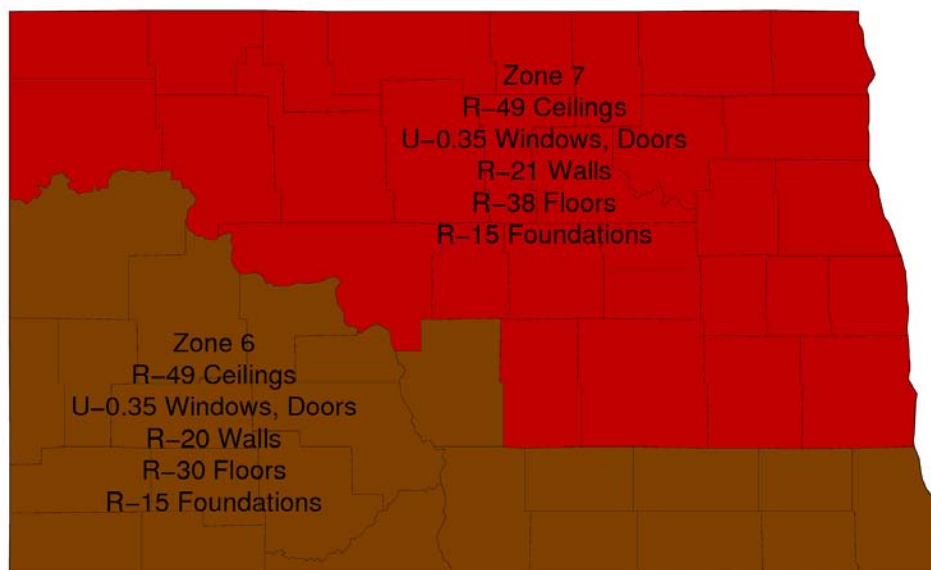 Zone 7
R−49 Ceilings
U−0.35 Windows, Doors
R−21 Walls
R−38 Floors
R−15 Foundations
Zone 6
R−49 Ceilings
U−0.35 Windows, Doors
R−20 Walls
R−30 Floors
R−15 Foundations